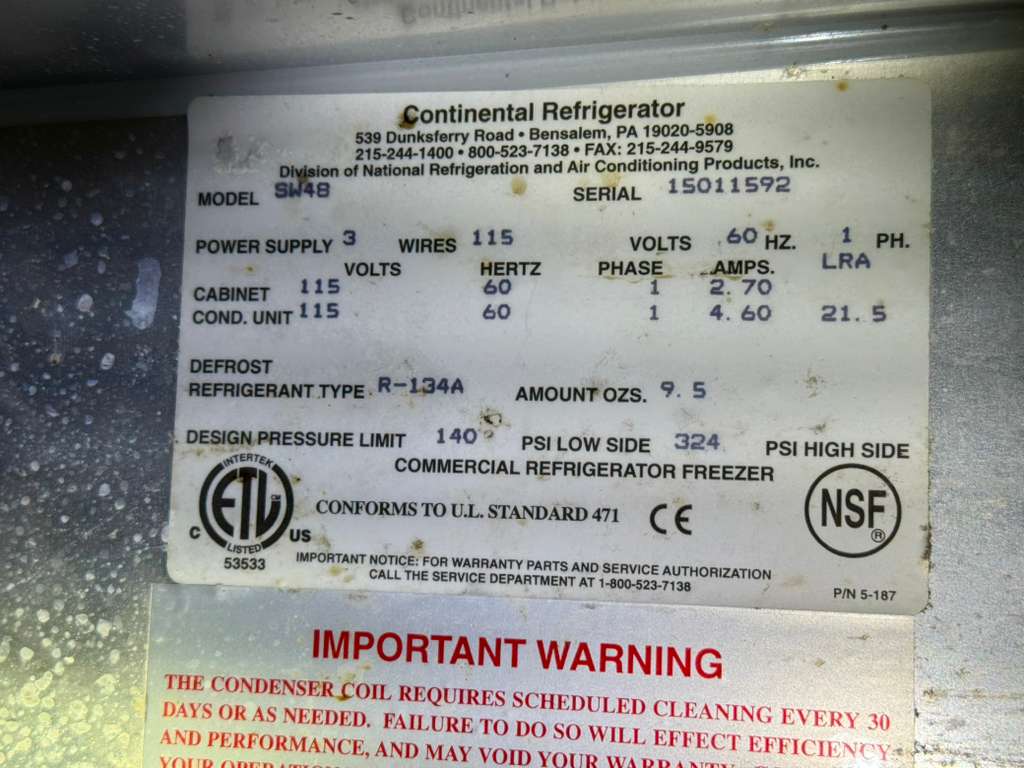 Continental Refrigerator
539 Dunksferry Road • Bensalem, PA 19020-5908
215-244-1400 • 800-523-7138 • FAX: 215-244-9579
Division of National Refrigeration and Air Conditioning Products, Inc.
MODEL SW48 SERIAL 15011592
POWER SUPPLY 3 WIRES 115 VOLTS 60 HZ. 1 PH.
VOLTS HERTZ PHASE AMPS. LRA
CABINET 115 60 1 2.70
COND. UNIT 115 60 1 4.60 21.5
DEFROST
REFRIGERANT TYPE R-134A AMOUNT OZS. 9.5
DESIGN PRESSURE LIMIT 140 PSI LOW SIDE 324 PSI HIGH SIDE
COMMERCIAL REFRIGERATOR FREEZER
INTERTEK
ETL CM
C US
LISTED
53533
CONFORMS TO U.L. STANDARD 471 CE
NSF ®
IMPORTANT NOTICE: FOR WARRANTY PARTS AND SERVICE AUTHORIZATION
CALL THE SERVICE DEPARTMENT AT 1-800-523-7138
P/N 5-187
IMPORTANT WARNING
THE CONDENSER COIL REQUIRES SCHEDULED CLEANING EVERY 30
DAYS OR AS NEEDED. FAILURE TO DO SO WILL EFFECT EFFICIENCY
AND PERFORMANCE, AND MAY VOID YOUR WARRANTY.
YOUR